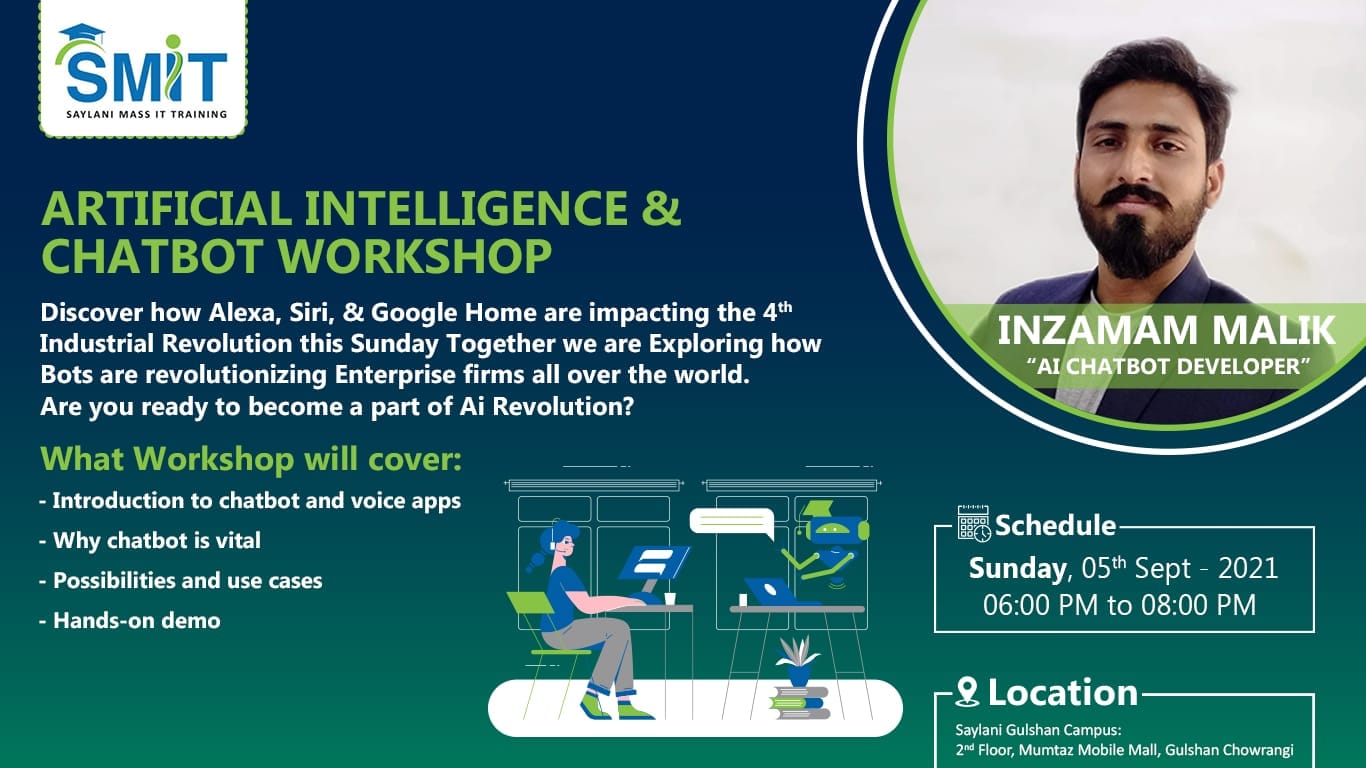 SMIT
SAYLANI MASS IT TRAINING
ARTIFICIAL INTELLIGENCE &
CHATBOT WORKSHOP
Discover how Alexa, Siri, & Google Home are impacting the 4th
Industrial Revolution this Sunday Together we are Exploring how
Bots are revolutionizing Enterprise firms all over the world.
Are you ready to become a part of Ai Revolution?
What Workshop will cover:
- Introduction to chatbot and voice apps
- Why chatbot is vital
- Possibilities and use cases
- Hands-on demo
INZAMAM MALIK
“AI CHATBOT DEVELOPER”
Schedule
Sunday, 05th Sept - 2021
06:00 PM to 08:00 PM
Location
Saylani Gulshan Campus:
2nd Floor, Mumtaz Mobile Mall, Gulshan Chowrangi